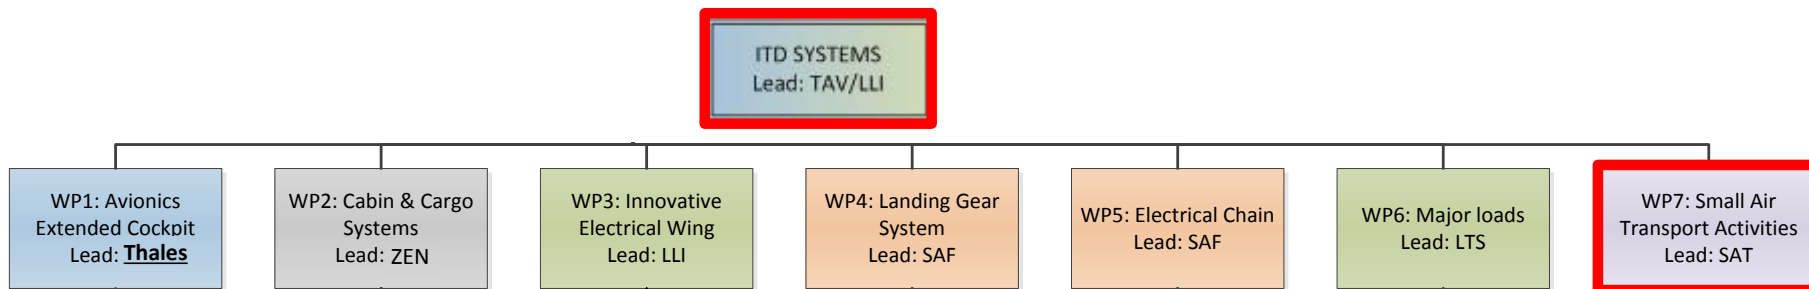 ITD SYSTEMS
Lead: TAV/LLI
WP1: Avionics
Extended Cockpit
Lead: Thales
WP2: Cabin & Cargo
Systems
Lead: ZEN
WP3: Innovative
Electrical Wing
Lead: LLI
WP4: Landing Gear
System
Lead: SAF
WP5: Electrical Chain
Lead: SAF
WP6: Major loads
Lead: LTS
WP7: Small Air
Transport Activities
Lead: SAT